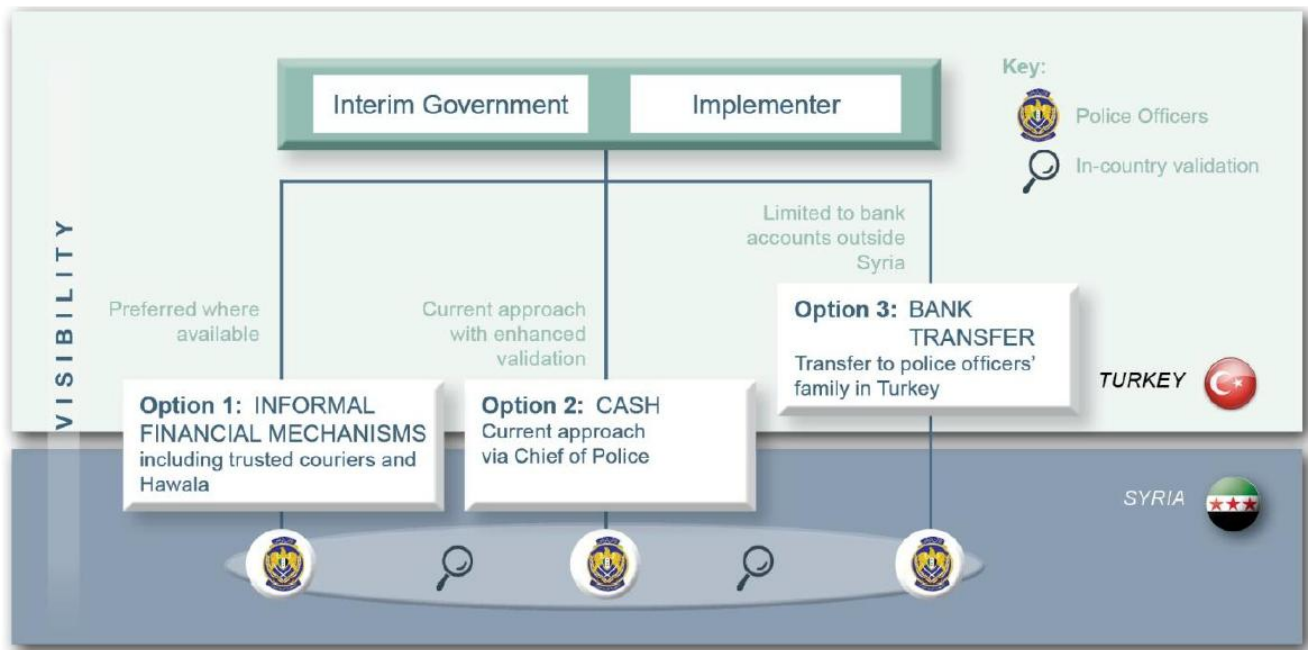 VISIBILITY
Interim Government
Implementer
Key:
Police Officers
In-country validation
Limited to bank
accounts outside
Syria
Preferred where
available
Current approach
with enhanced
validation
Option 3: BANK
TRANSFER
Transfer to police officers'
family in Turkey
TURKEY
Option 1: INFORMAL
FINANCIAL MECHANISMS
including trusted couriers and
Hawala
Option 2: CASH
Current approach
via Chief of Police
SYRIA